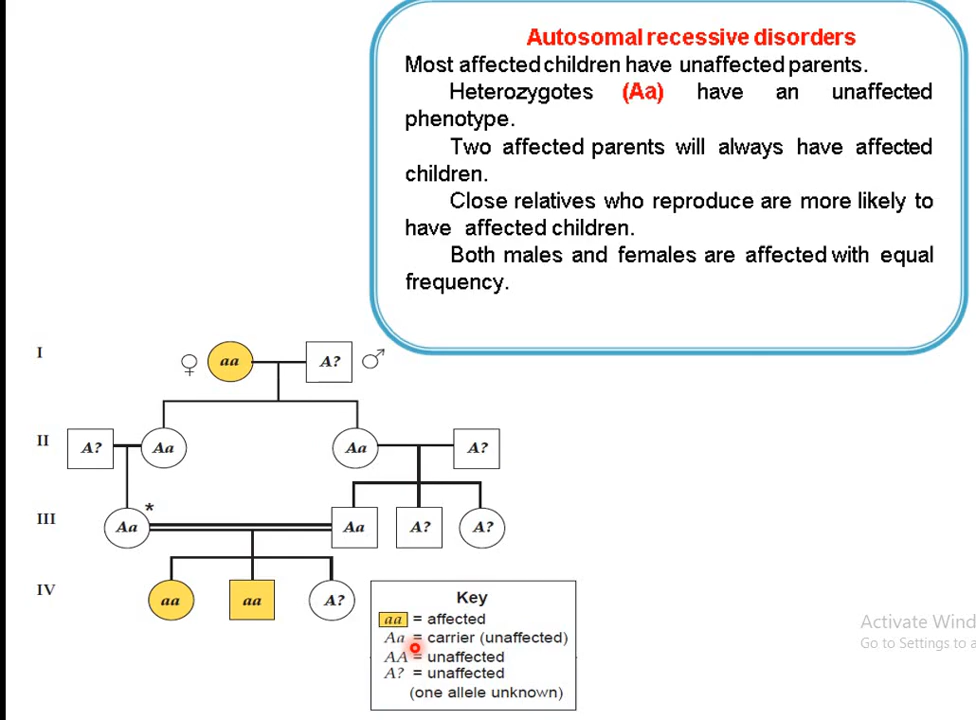 Autosomal recessive disorders
Most affected children have unaffected parents.
Heterozygotes (Aa) have an unaffected
phenotype.
Two affected parents will always have affected
children.
Close relatives who reproduce are more likely to
have affected children.
Both males and females are affected with equal
frequency.
I
♀ aa A? ♂
II
A? Aa Aa A?
III
Aa * Aa A? A?
IV
aa aa A?
Key
aa = affected
Aa = carrier (unaffected)
AA = unaffected
A? = unaffected
(one allele unknown)
Activate Wind
Go to Settings to a